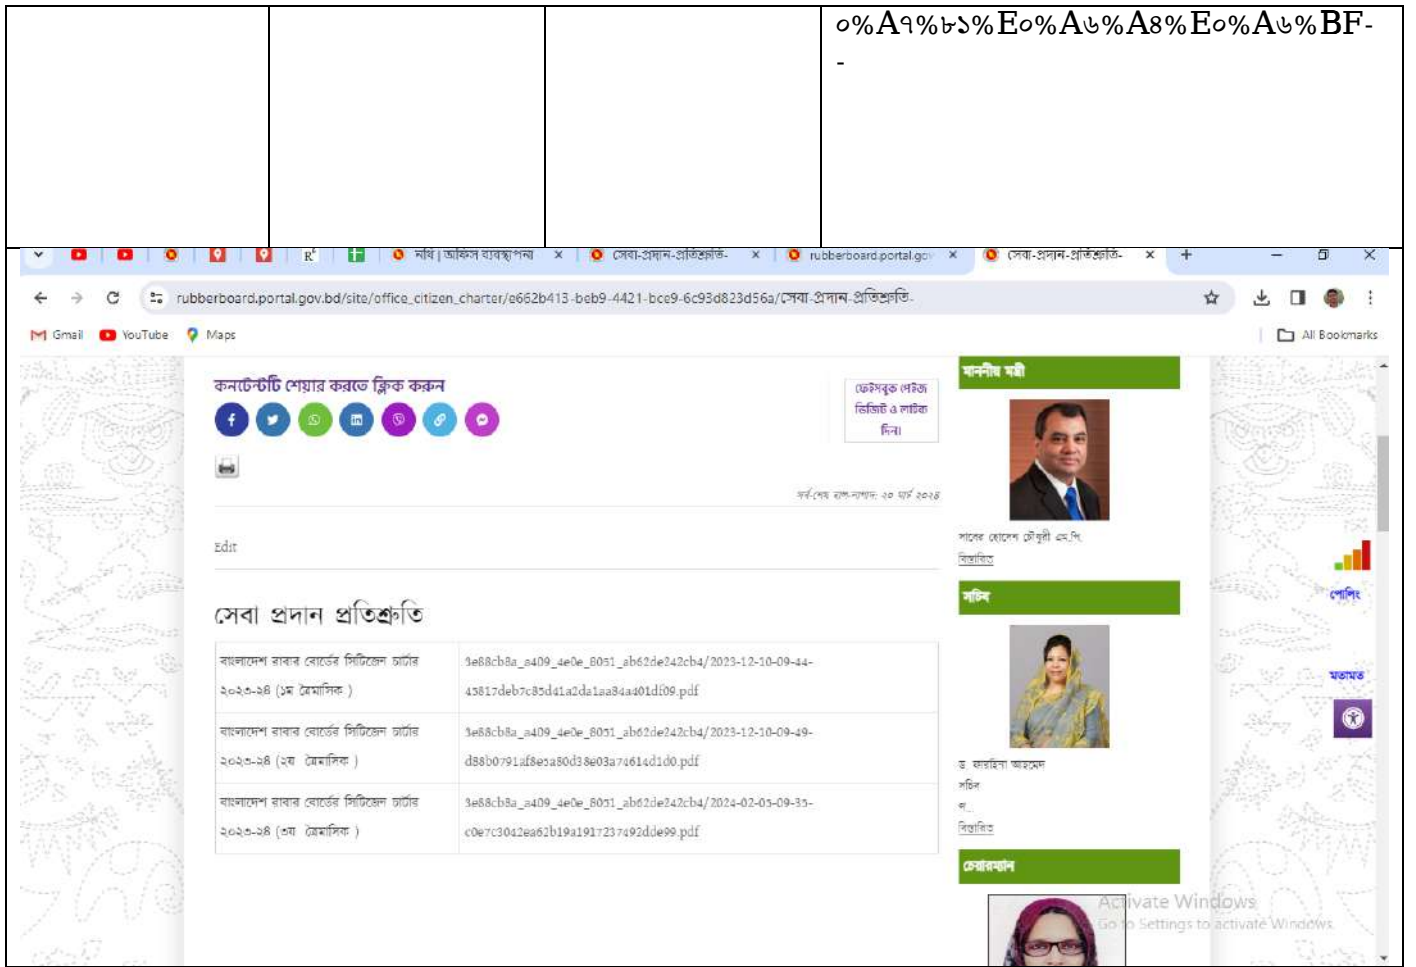 ০%A৭%৮১%E০%A৬%A৪%E০%A৬%BF-
-
নথি | অফিস ব্যবস্থাপনা
সেবা-প্রদান-প্রতিশ্রুতি-
rubberboard.portal.gov
সেবা-প্রদান-প্রতিশ্রুতি-
rubberboard.portal.gov.bd/site/office_citizen_charter/e662b413-beb9-4421-bce9-6c93d823d56a/সেবা-প্রদান-প্রতিশ্রুতি-
Gmail YouTube Maps All Bookmarks
কনটেন্টটি শেয়ার করতে ক্লিক করুন
ফেইসবুক পেইজ
ভিজিট ও লাইক
দিন।
সর্ব-শেষ হাল-নাগাদ: ২০ মার্চ ২০২৪
Edit
সেবা প্রদান প্রতিশ্রুতি
বাংলাদেশ রাবার বোর্ডের সিটিজেন চার্টার
২০২৩-২৪ (১ম ত্রৈমাসিক )
3e88cb8a_a409_4e0e_8051_ab62de242cb4/2023-12-10-09-44-
45817deb7c85d41a2da1aa84a401df09.pdf
বাংলাদেশ রাবার বোর্ডের সিটিজেন চার্টার
২০২৩-২৪ (২য় ত্রৈমাসিক )
3e88cb8a_a409_4e0e_8051_ab62de242cb4/2023-12-10-09-49-
d88b0791af8e5a80d38e03a74614d1d0.pdf
বাংলাদেশ রাবার বোর্ডের সিটিজেন চার্টার
২০২৩-২৪ (৩য় ত্রৈমাসিক )
3e88cb8a_a409_4e0e_8051_ab62de242cb4/2024-02-05-09-35-
c0e7c3042ea62b19a1917237492dde99.pdf
মাননীয় মন্ত্রী
সাবের হোসেন চৌধুরী এম.পি.
বিস্তারিত
সচিব
ড. ফারহিনা আহমেদ
সচিব
প...
বিস্তারিত
চেয়ারম্যান
পোলিং
মতামত
Activate Windows
Go to Settings to activate Windows.